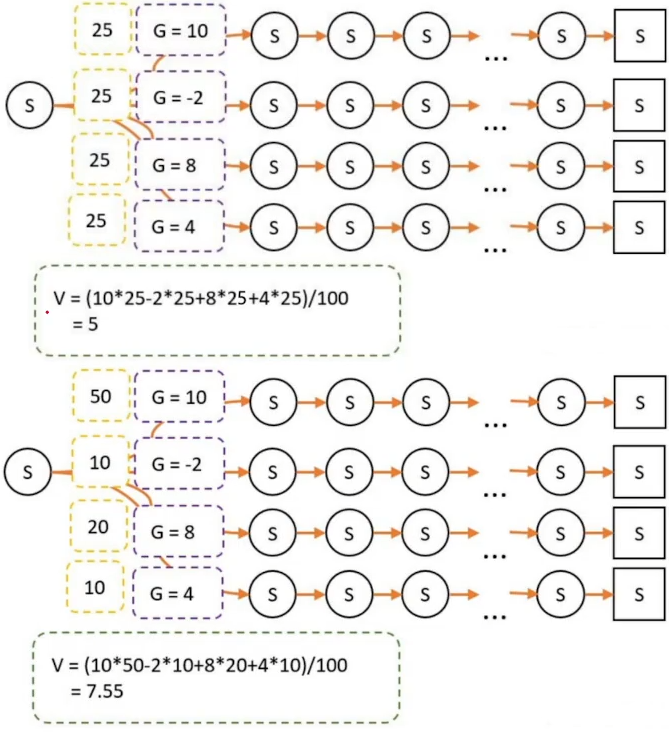 25 G = 10 S S S ... S S
S 25 G = -2 S S S ... S S
25 G = 8 S S S ... S S
25 G = 4 S S S ... S S
V = (10*25-2*25+8*25+4*25)/100
= 5
50 G = 10 S S S ... S S
S 10 G = -2 S S S ... S S
20 G = 8 S S S ... S S
10 G = 4 S S S ... S S
V = (10*50-2*10+8*20+4*10)/100
= 7.55